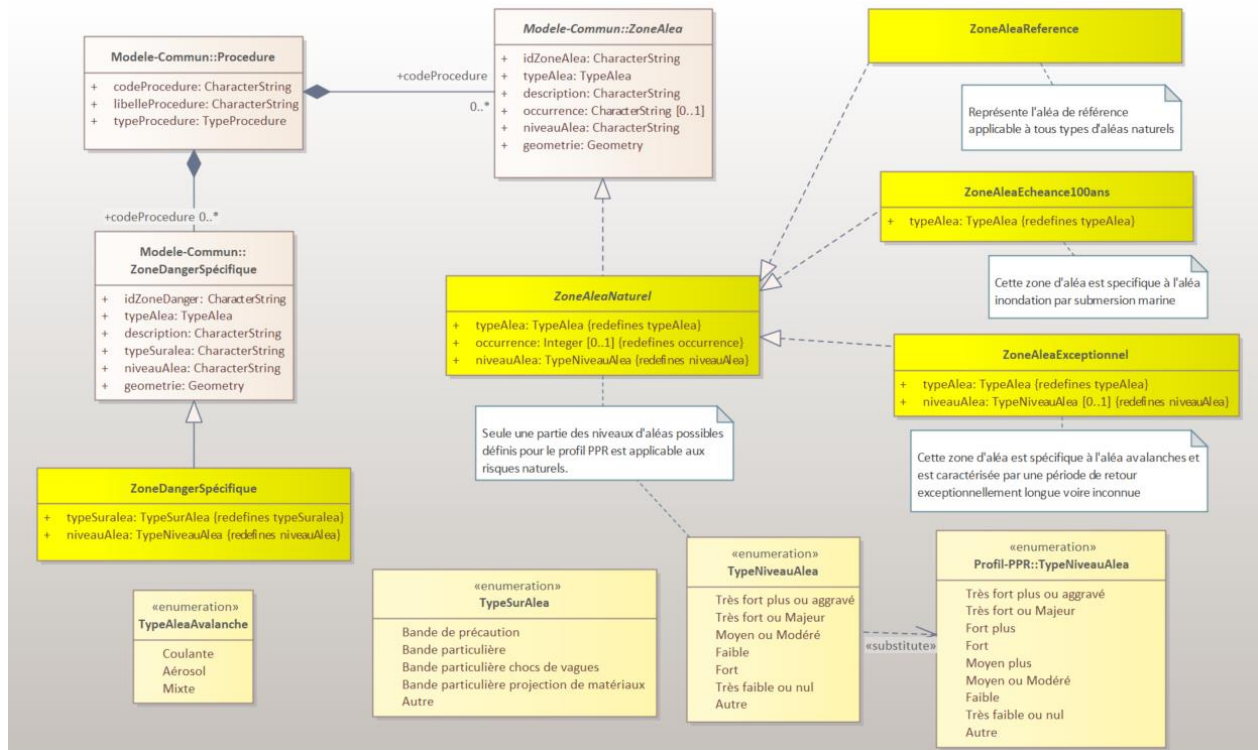 Modele-Commun::Procedure
+ codeProcedure: CharacterString
+ libelleProcedure: CharacterString
+ typeProcedure: TypeProcedure
+codeProcedure
0..*
Modele-Commun::ZoneAlea
+ idZoneAlea: CharacterString
+ typeAlea: TypeAlea
+ description: CharacterString
+ occurrence: CharacterString [0..1]
+ niveauAlea: CharacterString
+ geometrie: Geometry
ZoneAleaReference
Représente l'aléa de référence
applicable à tous types d'aléas naturels
ZoneAleaEcheance100ans
+ typeAlea: TypeAlea {redefines typeAlea}
Cette zone d'aléa est specifique à l'aléa
inondation par submersion marine
+codeProcedure 0..*
Modele-Commun::
ZoneDangerSpécifique
+ idZoneDanger: CharacterString
+ typeAlea: TypeAlea
+ description: CharacterString
+ typeSuralea: CharacterString
+ niveauAlea: CharacterString
+ geometrie: Geometry
ZoneAleaNaturel
+ typeAlea: TypeAlea {redefines typeAlea}
+ occurrence: Integer [0..1] {redefines occurrence}
+ niveauAlea: TypeNiveauAlea {redefines niveauAlea}
ZoneAleaExceptionnel
+ typeAlea: TypeAlea {redefines typeAlea}
+ niveauAlea: TypeNiveauAlea [0..1] {redefines niveauAlea}
Seule une partie des niveaux d'aléas possibles
définis pour le profil PPR est applicable aux
risques naturels.
Cette zone d'aléa est spécifique à l'aléa avalanches et
est caractérisée par une période de retour
exceptionnellement longue voire inconnue
ZoneDangerSpécifique
+ typeSuralea: TypeSurAlea {redefines typeSuralea}
+ niveauAlea: TypeNiveauAlea {redefines niveauAlea}
«enumeration»
TypeAleaAvalanche
Coulante
Aérosol
Mixte
«enumeration»
TypeSurAlea
Bande de précaution
Bande particulière
Bande particulière chocs de vagues
Bande particulière projection de matériaux
Autre
«enumeration»
TypeNiveauAlea
Très fort plus ou aggravé
Très fort ou Majeur
Moyen ou Modéré
Faible
Fort
Très faible ou nul
Autre
«substitute»
«enumeration»
Profil-PPR::TypeNiveauAlea
Très fort plus ou aggravé
Très fort ou Majeur
Fort plus
Fort
Moyen plus
Moyen ou Modéré
Faible
Très faible ou nul
Autre